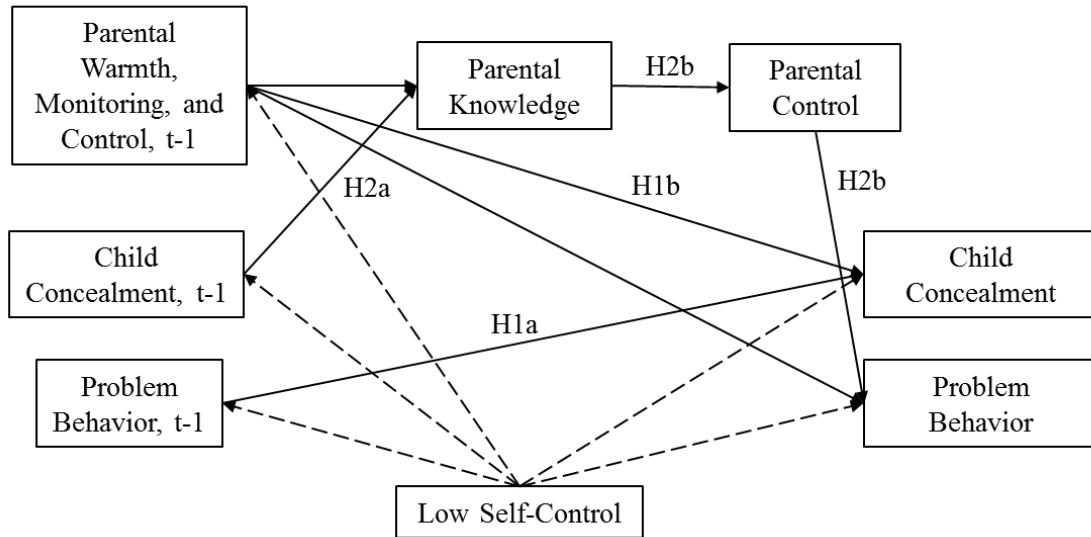 Parental
Warmth,
Monitoring, and
Control, t-1
Parental
Knowledge
H2b
Parental
Control
H2a
H1b
H2b
Child
Concealment, t-1
Child
Concealment
H1a
Problem
Behavior, t-1
Problem
Behavior
Low Self-Control